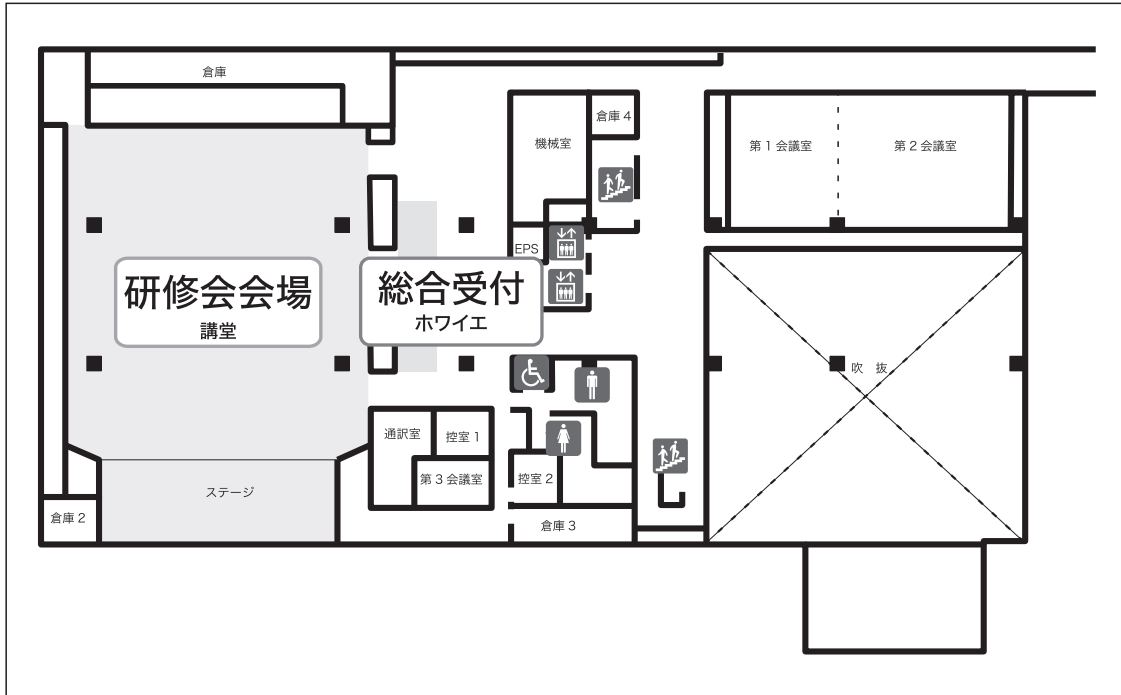 倉庫
倉庫 4
機械室
第 1 会議室
第 2 会議室
EPS
研修会会場
講堂
総合受付
ホワイエ
吹 抜
通訳室
控室 1
第 3 会議室
控室 2
ステージ
倉庫 2
倉庫 3